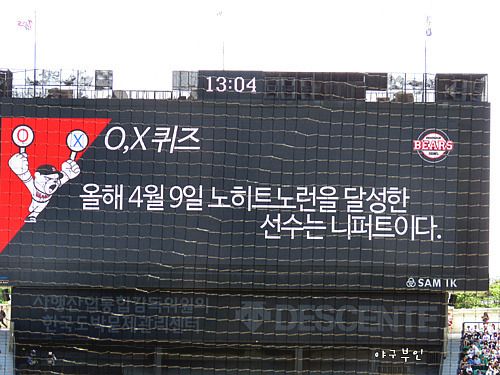 13:04
O,X 퀴즈
O X
BEARS
올해 4월 9일 노히트노런을 달성한
선수는 니퍼트이다.
SAM IK
DESCENTE
야구부인